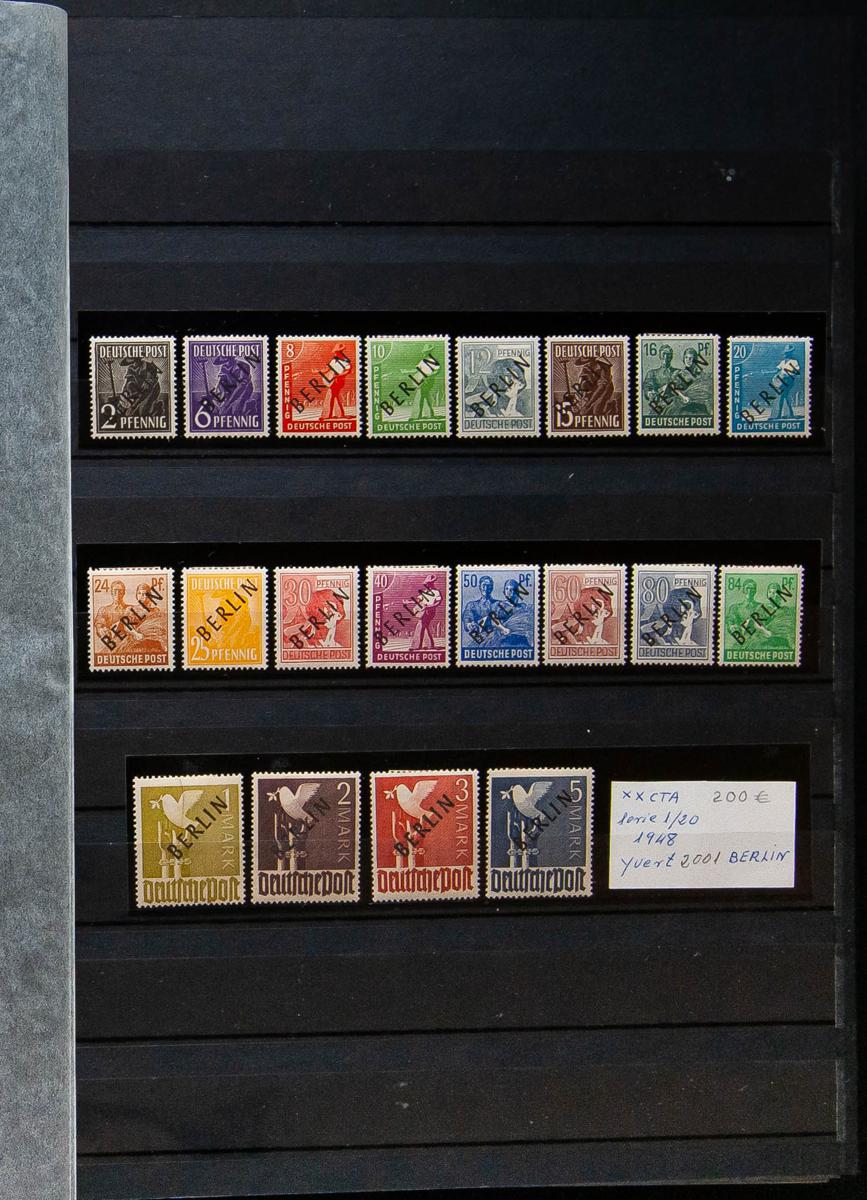 DEUTSCHE POST
BERLIN
2 PFENNIG
DEUTSCHE POST
BERLIN
6 PFENNIG
8
PFENNIG
BERLIN
DEUTSCHE POST
10
PFENNIG
BERLIN
DEUTSCHE POST
12 PFENNIG
BERLIN
DEUTSCHE POST
DEUTSCHE POST
BERLIN
15 PFENNIG
16 Pf.
BERLIN
DEUTSCHE POST
20
PFENNIG
BERLIN
DEUTSCHE POST
24 Pf.
BERLIN
DEUTSCHE POST
DEUTSCHE POST
BERLIN
25 PFENNIG
30 PFENNIG
BERLIN
DEUTSCHE POST
40
PFENNIG
BERLIN
DEUTSCHE POST
50 Pf.
BERLIN
DEUTSCHE POST
60 PFENNIG
BERLIN
DEUTSCHE POST
80 PFENNIG
BERLIN
DEUTSCHE POST
84 Pf.
BERLIN
DEUTSCHE POST
1 MARK
BERLIN
Deutsche Post
2 MARK
BERLIN
Deutsche Post
3 MARK
BERLIN
Deutsche Post
5 MARK
BERLIN
Deutsche Post
xx CTA 200 €
serie 1/20
1948
yvert 2001 BERLIN